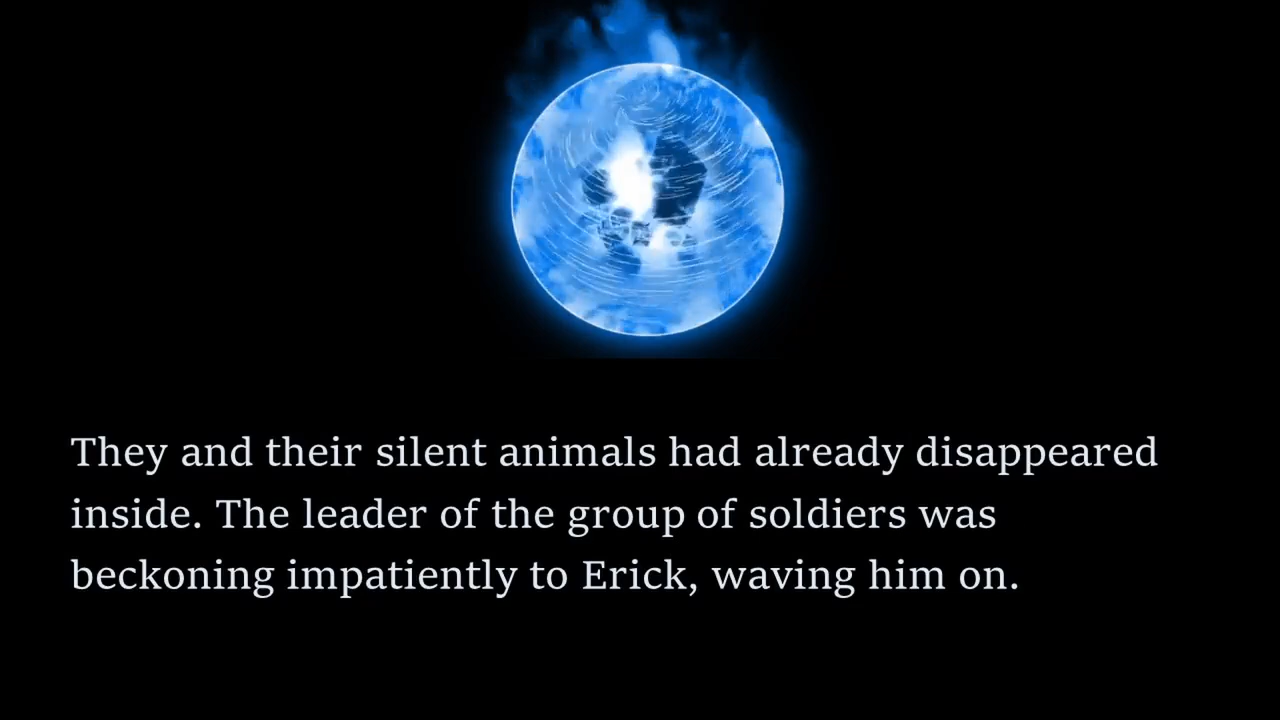 They and their silent animals had already disappeared
inside. The leader of the group of soldiers was
beckoning impatiently to Erick, waving him on.